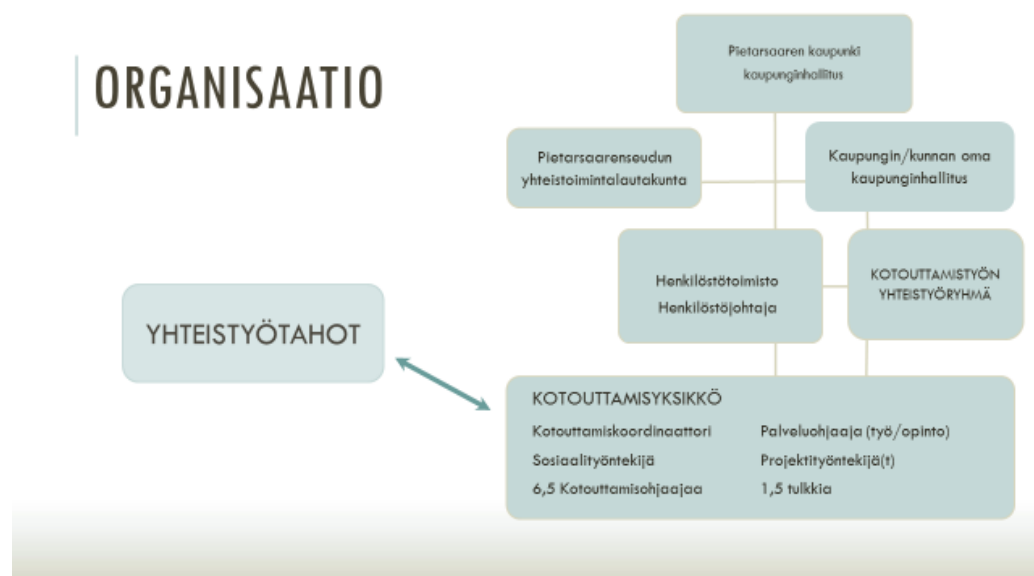 ORGANISAATIO
Pietarsaaren kaupunki
kaupunginhallitus
Pietarsaarenseudun
yhteistoimintalautakunta
Kaupungin/kunnan oma
kaupunginhallitus
Henkilöstötoimisto
Henkilöstöjohtaja
KOTOUTTAMISTYÖN
YHTEISTYÖRYHMÄ
YHTEISTYÖTAHOT
KOTOUTTAMISYKSIKKÖ
Kotouttamiskoordinaattori
Sosiaalityöntekijä
6,5 Kotouttamisohjaajaa
Palveluohjaaja (työ/opinto)
Projektityöntekijä(t)
1,5 tulkkia